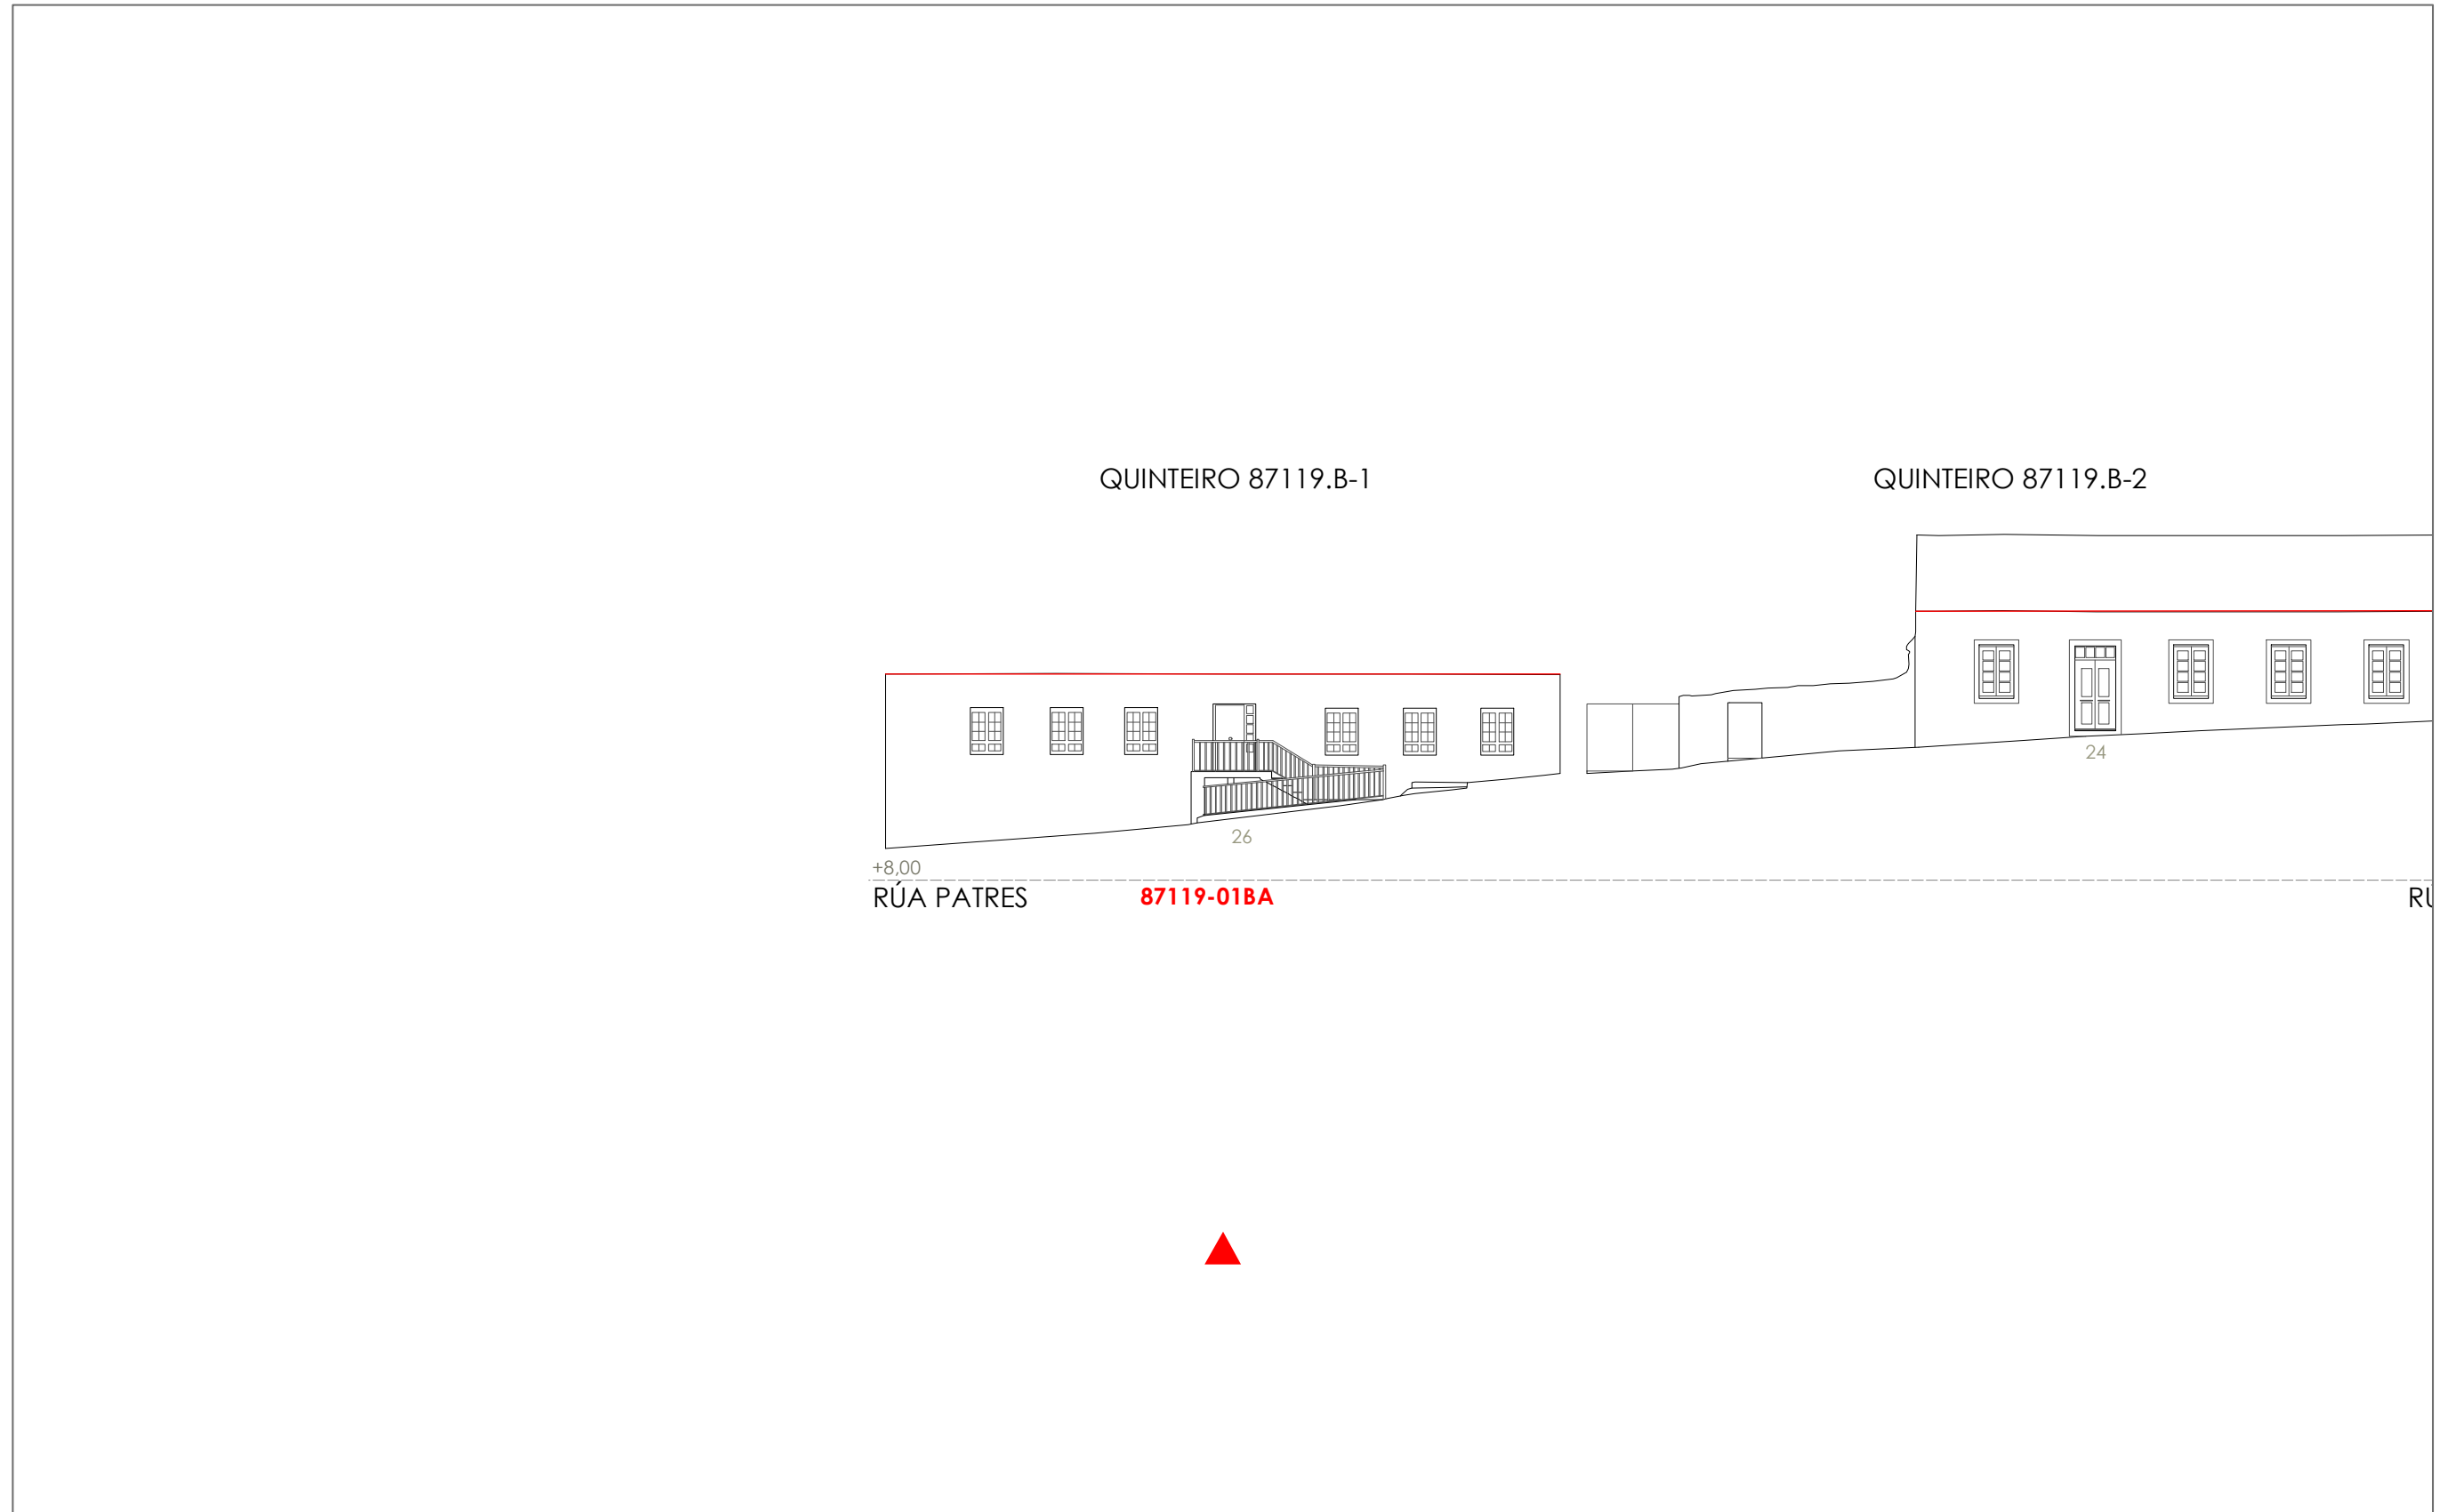 QUINTEIRO 87119.B-1
QUINTEIRO 87119.B-2
24
26
+8,00
RÚA PATRES
87119-01BA